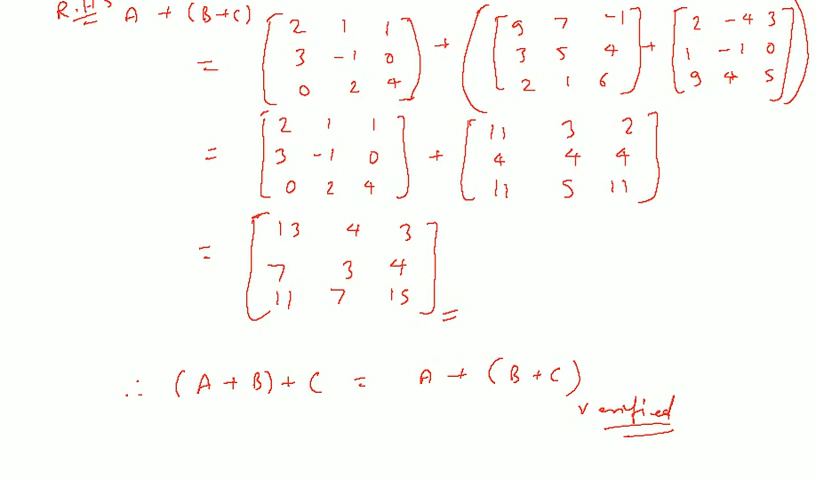 R.H.S A + (B+C)
= [2 1 1 + ([9 7 -1 + [2 -4 3
3 -1 0 3 5 4 1 -1 0
0 2 4] 2 1 6] 9 4 5])
= [2 1 1 + [11 3 2
3 -1 0 4 4 4
0 2 4] 11 5 11]
= [13 4 3
7 3 4
11 7 15]
∴ (A + B) + C = A + (B + C)
verified